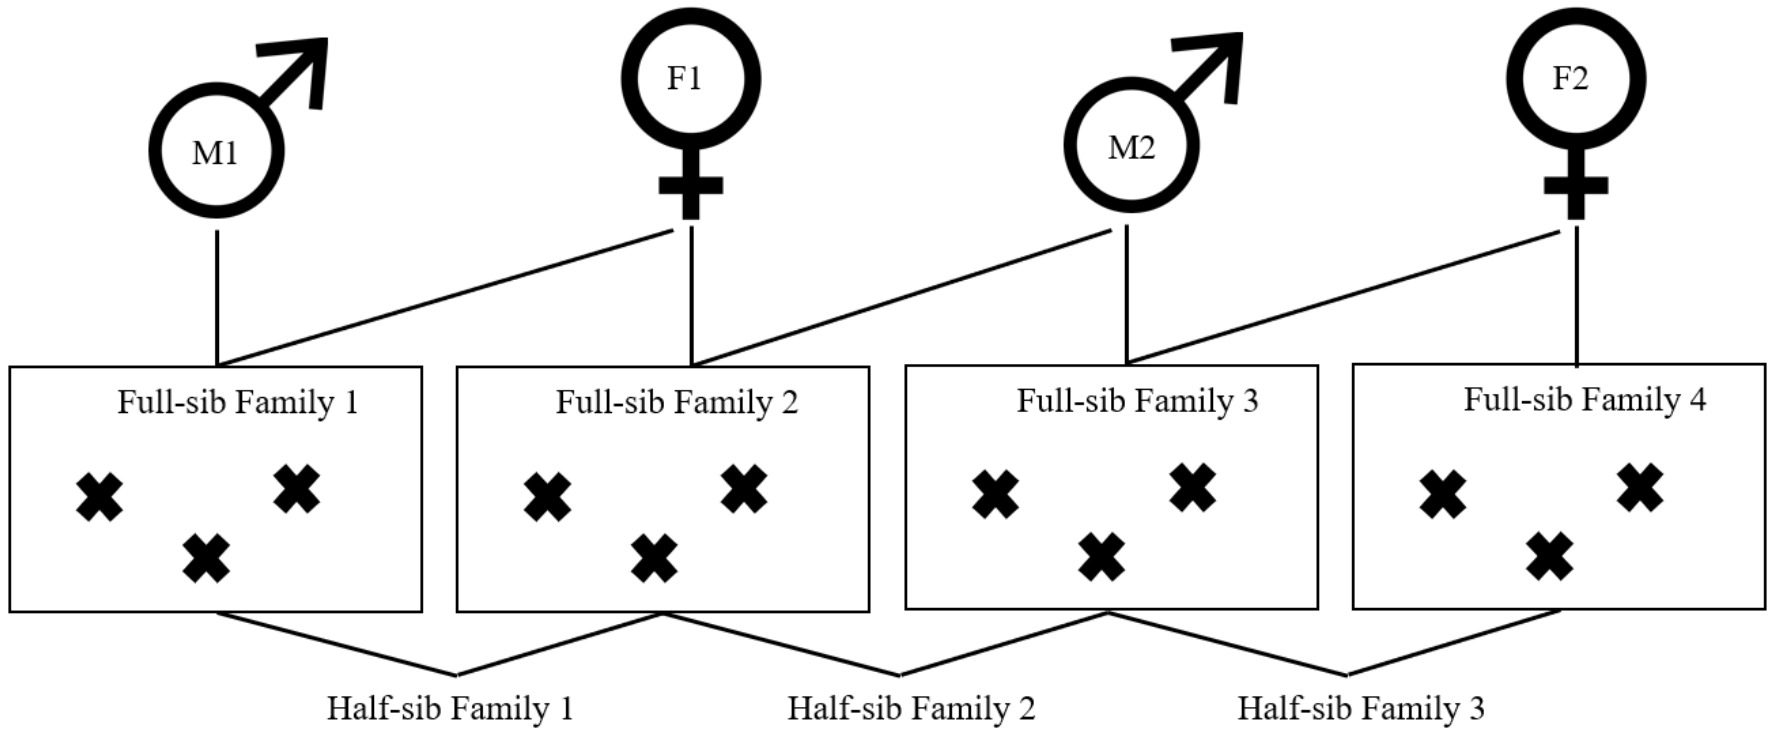 M1
F1
M2
F2
Full-sib Family 1
Full-sib Family 2
Full-sib Family 3
Full-sib Family 4
Half-sib Family 1
Half-sib Family 2
Half-sib Family 3